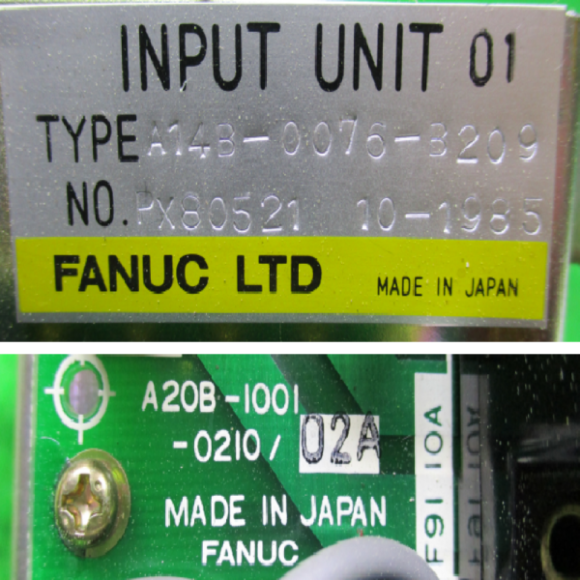 INPUT UNIT 01
TYPE A14B-0076-B209
NO. PX80521 10-1985
FANUC LTD MADE IN JAPAN
A20B-1001
-0210/ 02A
MADE IN JAPAN
FANUC
F91 10A